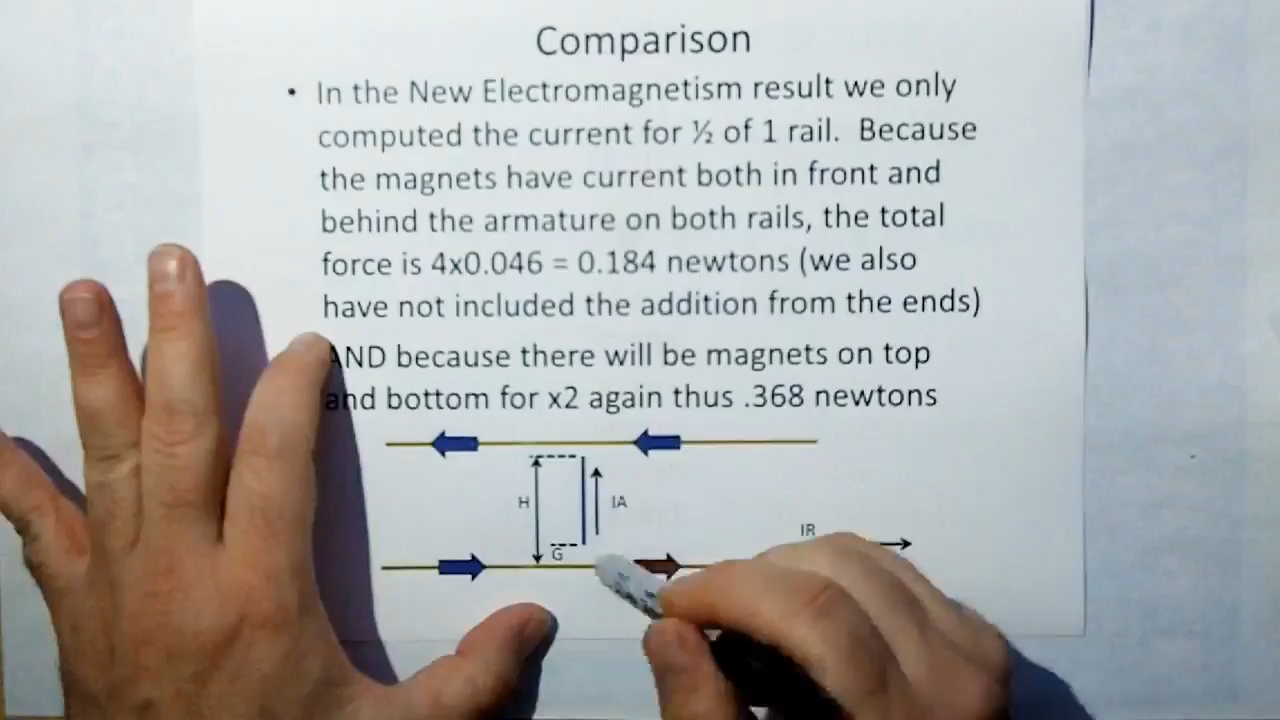 Comparison
• In the New Electromagnetism result we only
computed the current for ½ of 1 rail. Because
the magnets have current both in front and
behind the armature on both rails, the total
force is 4x0.046 = 0.184 newtons (we also
have not included the addition from the ends)
AND because there will be magnets on top
and bottom for x2 again thus .368 newtons
H
IA
G
IR